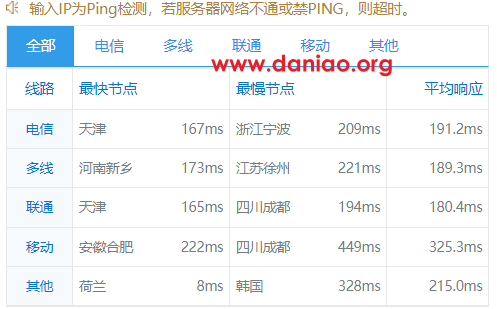 输入IP为Ping检测，若服务器网络不通或禁PING，则超时。
全部 电信 多线 联通 移动 其他
www.daniao.org
线路 最快节点 最慢节点 平均响应
电信 天津 167ms 浙江宁波 209ms 191.2ms
多线 河南新乡 173ms 江苏徐州 221ms 189.3ms
联通 天津 165ms 四川成都 194ms 180.4ms
移动 安徽合肥 222ms 四川成都 449ms 325.3ms
其他 荷兰 8ms 韩国 328ms 215.0ms